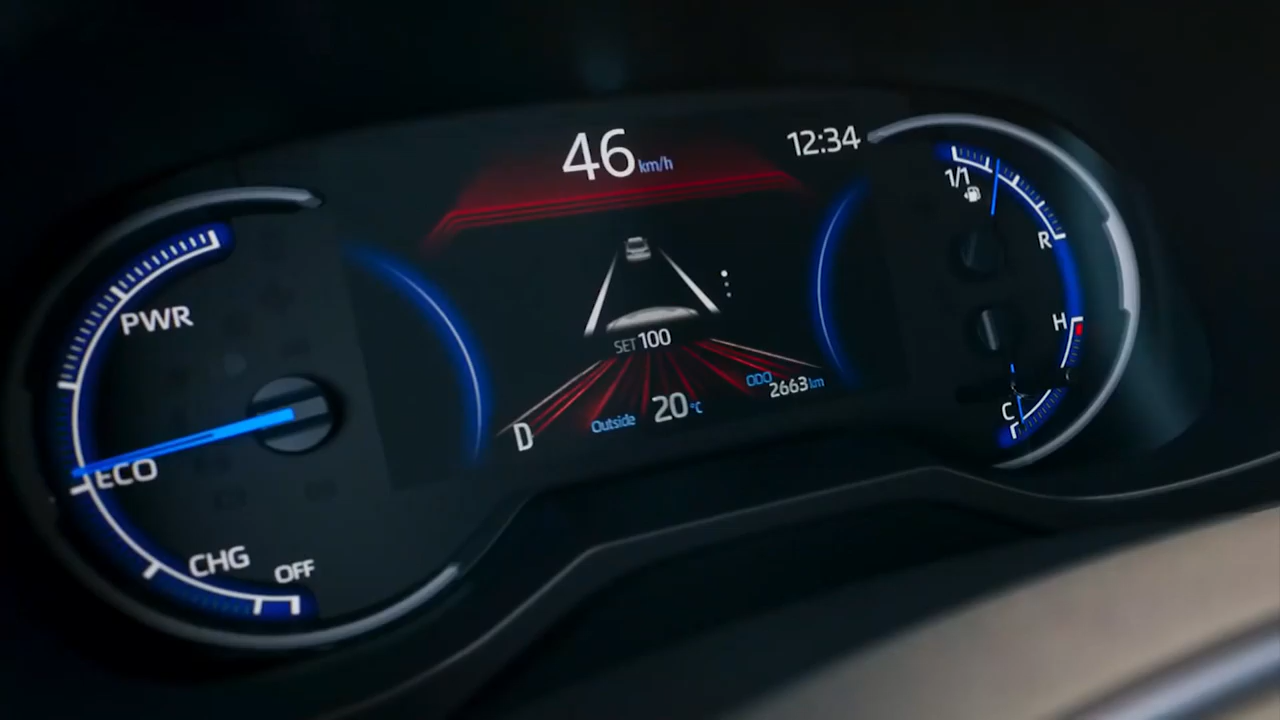 46 km/h
12:34
1/1
R
PWR
H
SET 100
ODO
2663 km
C
Outside 20 °C
D
ECO
CHG
OFF